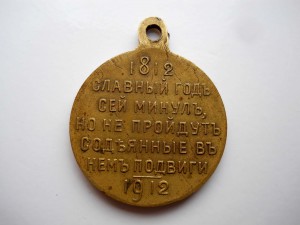 1812
СЛАВНЫЙ ГОДЪ
СЕЙ МИНУЛЪ,
НО НЕ ПРОЙДУТЪ
СОДѢЯННЫЕ ВЪ
НЕМЪ ПОДВИГИ
1912